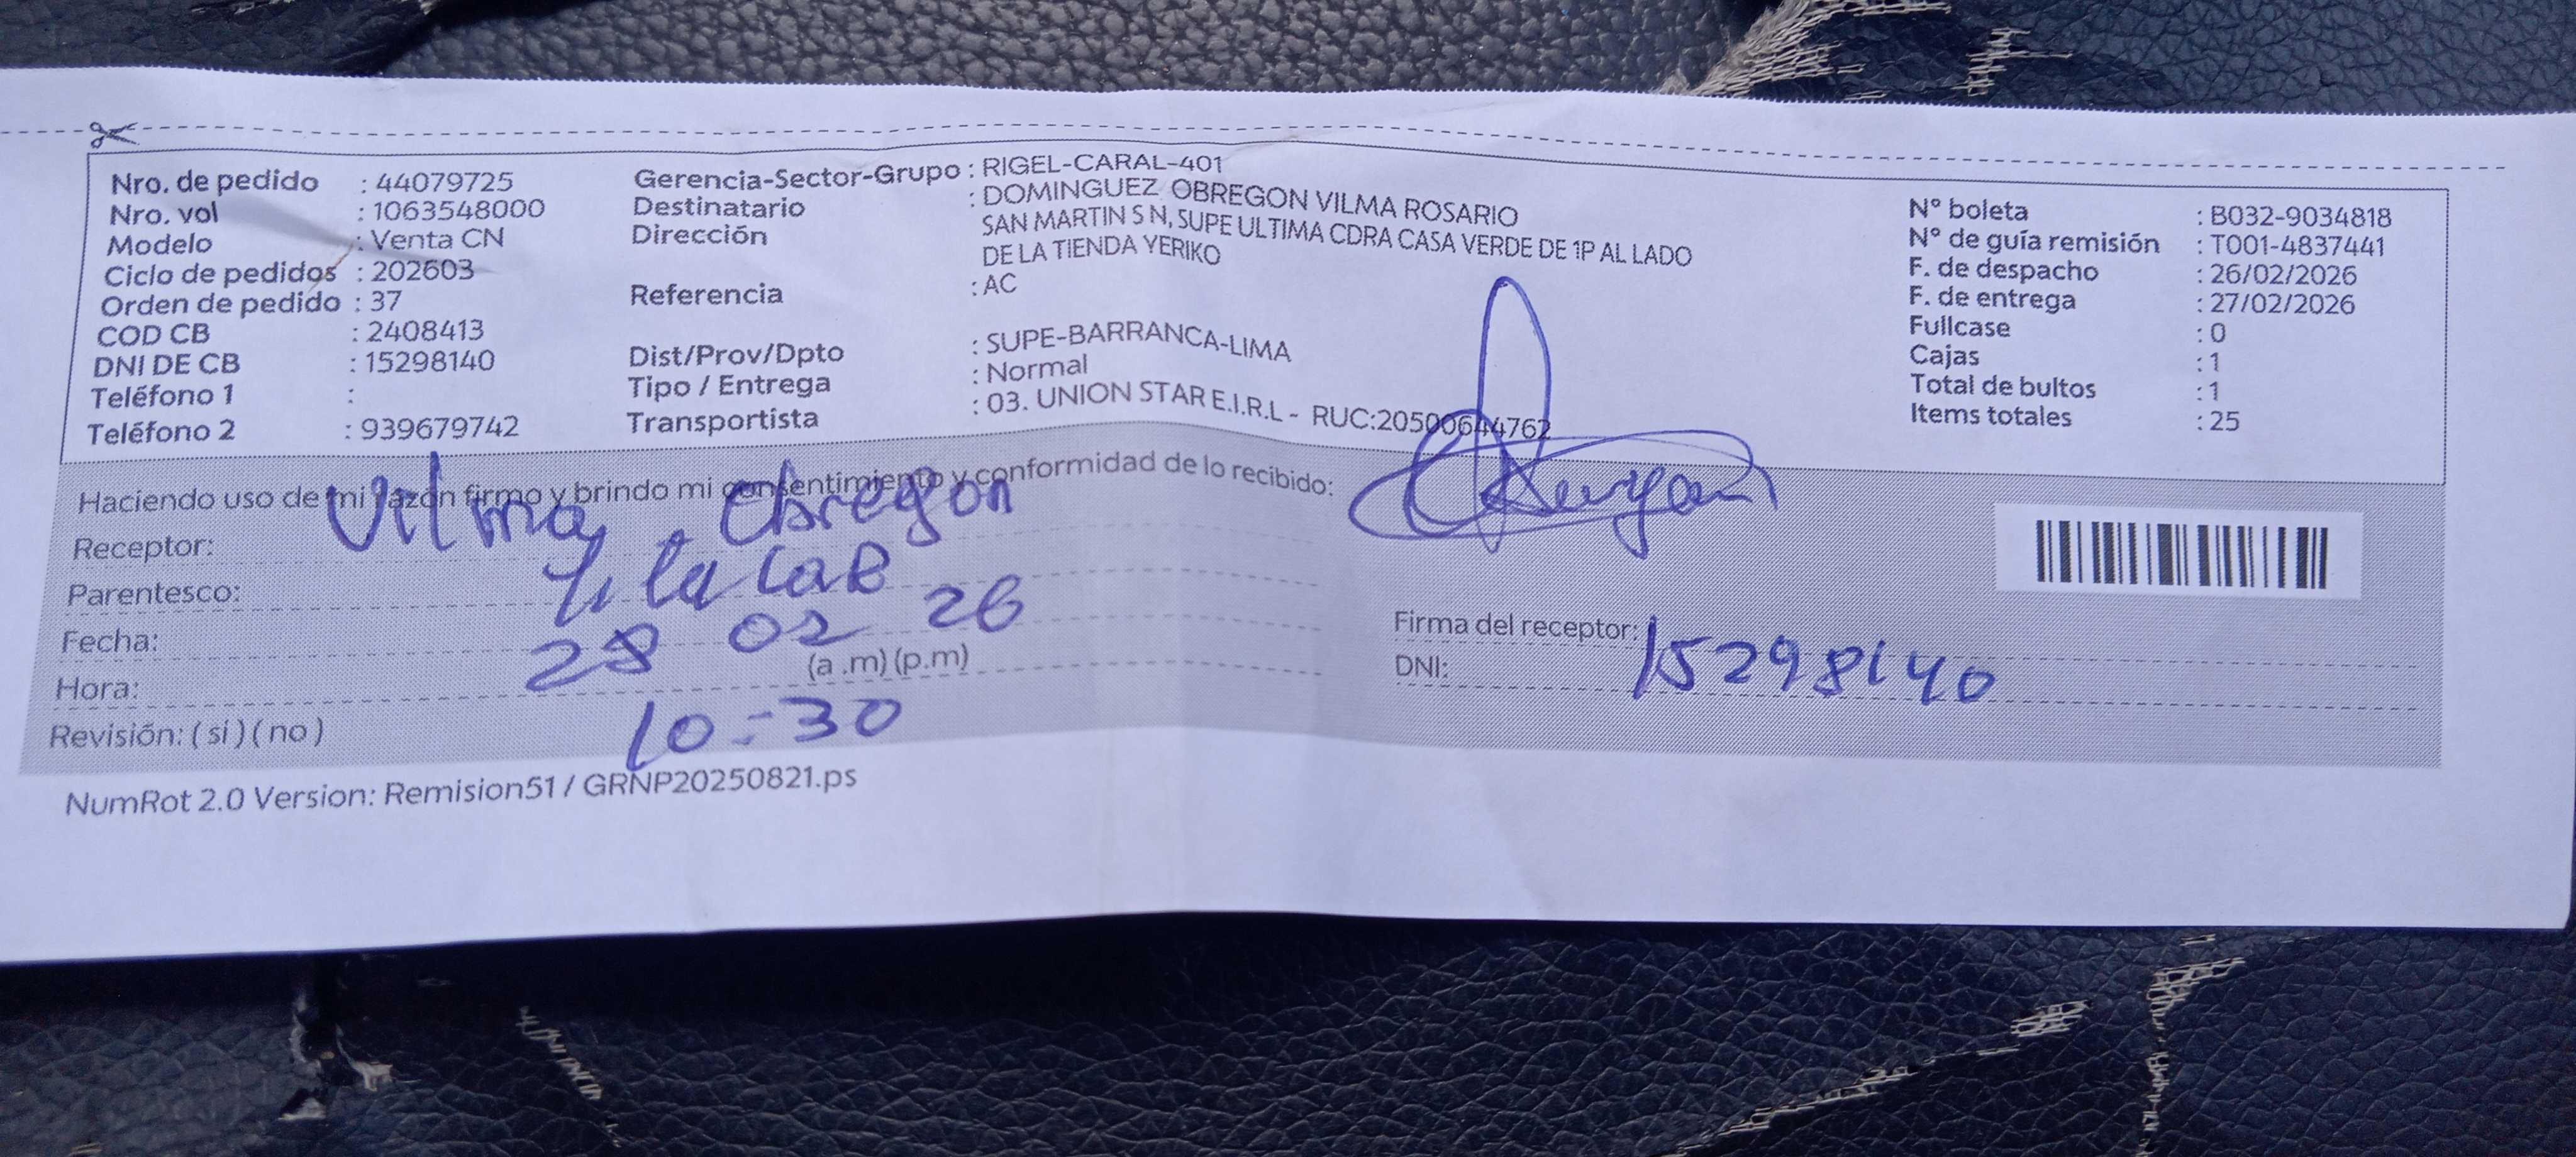 Nro. de pedido : 44079725
Nro. vol : 1063548000
Modelo : Venta CN
Ciclo de pedidos : 202603
Orden de pedido : 37
COD CB : 2408413
DNI DE CB : 15298140
Teléfono 1 :
Teléfono 2 : 939679742
Gerencia-Sector-Grupo : RIGEL-CARAL-401
Destinatario : DOMINGUEZ OBREGON VILMA ROSARIO
Dirección SAN MARTIN S N, SUPE ULTIMA CDRA CASA VERDE DE 1P AL LADO
DE LA TIENDA YERIKO
Referencia : AC
Dist/Prov/Dpto : SUPE-BARRANCA-LIMA
Tipo / Entrega : Normal
Transportista : 03. UNION STAR E.I.R.L - RUC:20500644762
N° boleta : B032-9034818
N° de guía remisión : T001-4837441
F. de despacho : 26/02/2026
F. de entrega : 27/02/2026
Fullcase : 0
Cajas : 1
Total de bultos : 1
Items totales : 25
Haciendo uso de mi razón firmo y brindo mi consentimiento y conformidad de lo recibido:
Receptor: Vilma Obregon
Parentesco: la
Fecha: 28 02 26
Hora: (a .m) (p.m)
10:30
Revisión: ( si ) ( no )
Firma del receptor:
DNI: 15298140
NumRot 2.0 Version: Remision51 / GRNP20250821.ps